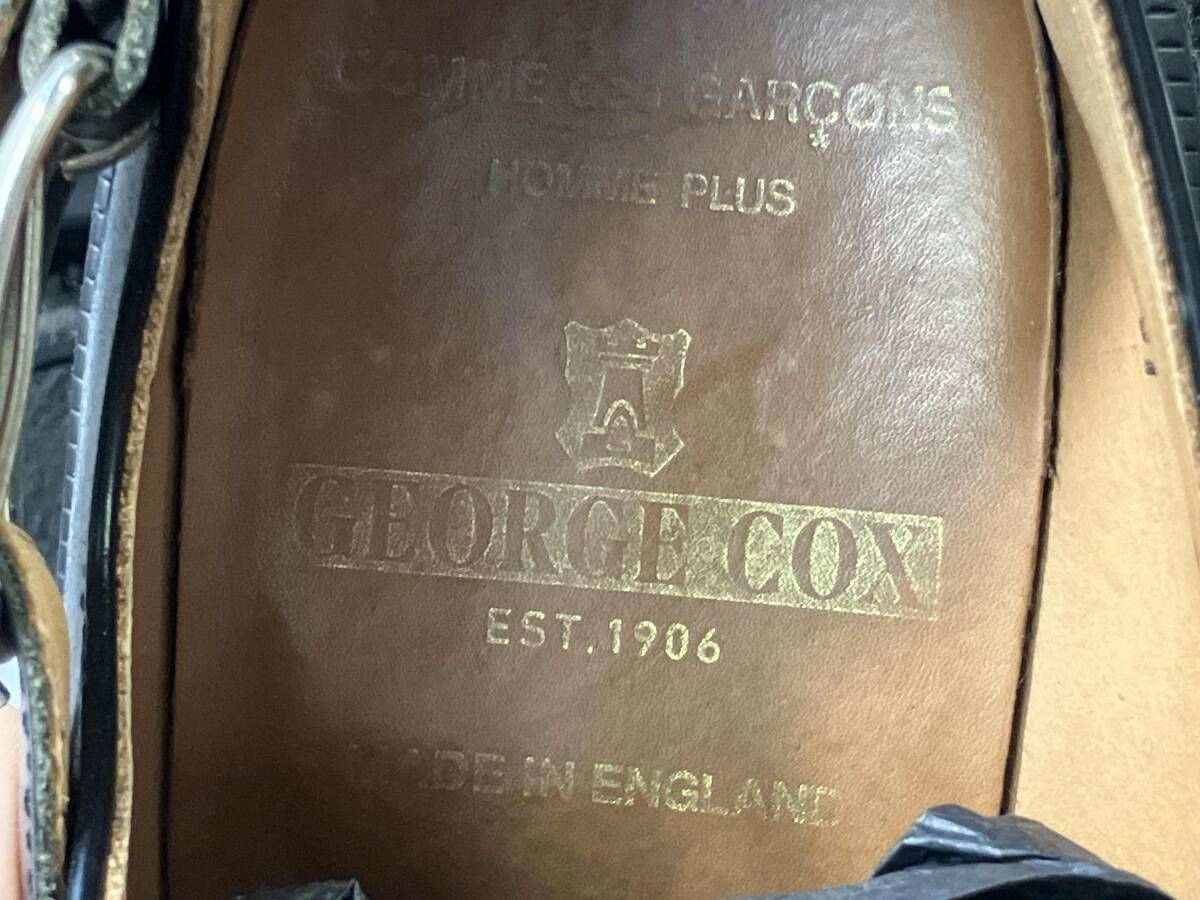 COMME des GARÇONS
HOMME PLUS
GEORGE COX
EST. 1906
MADE IN ENGLAND